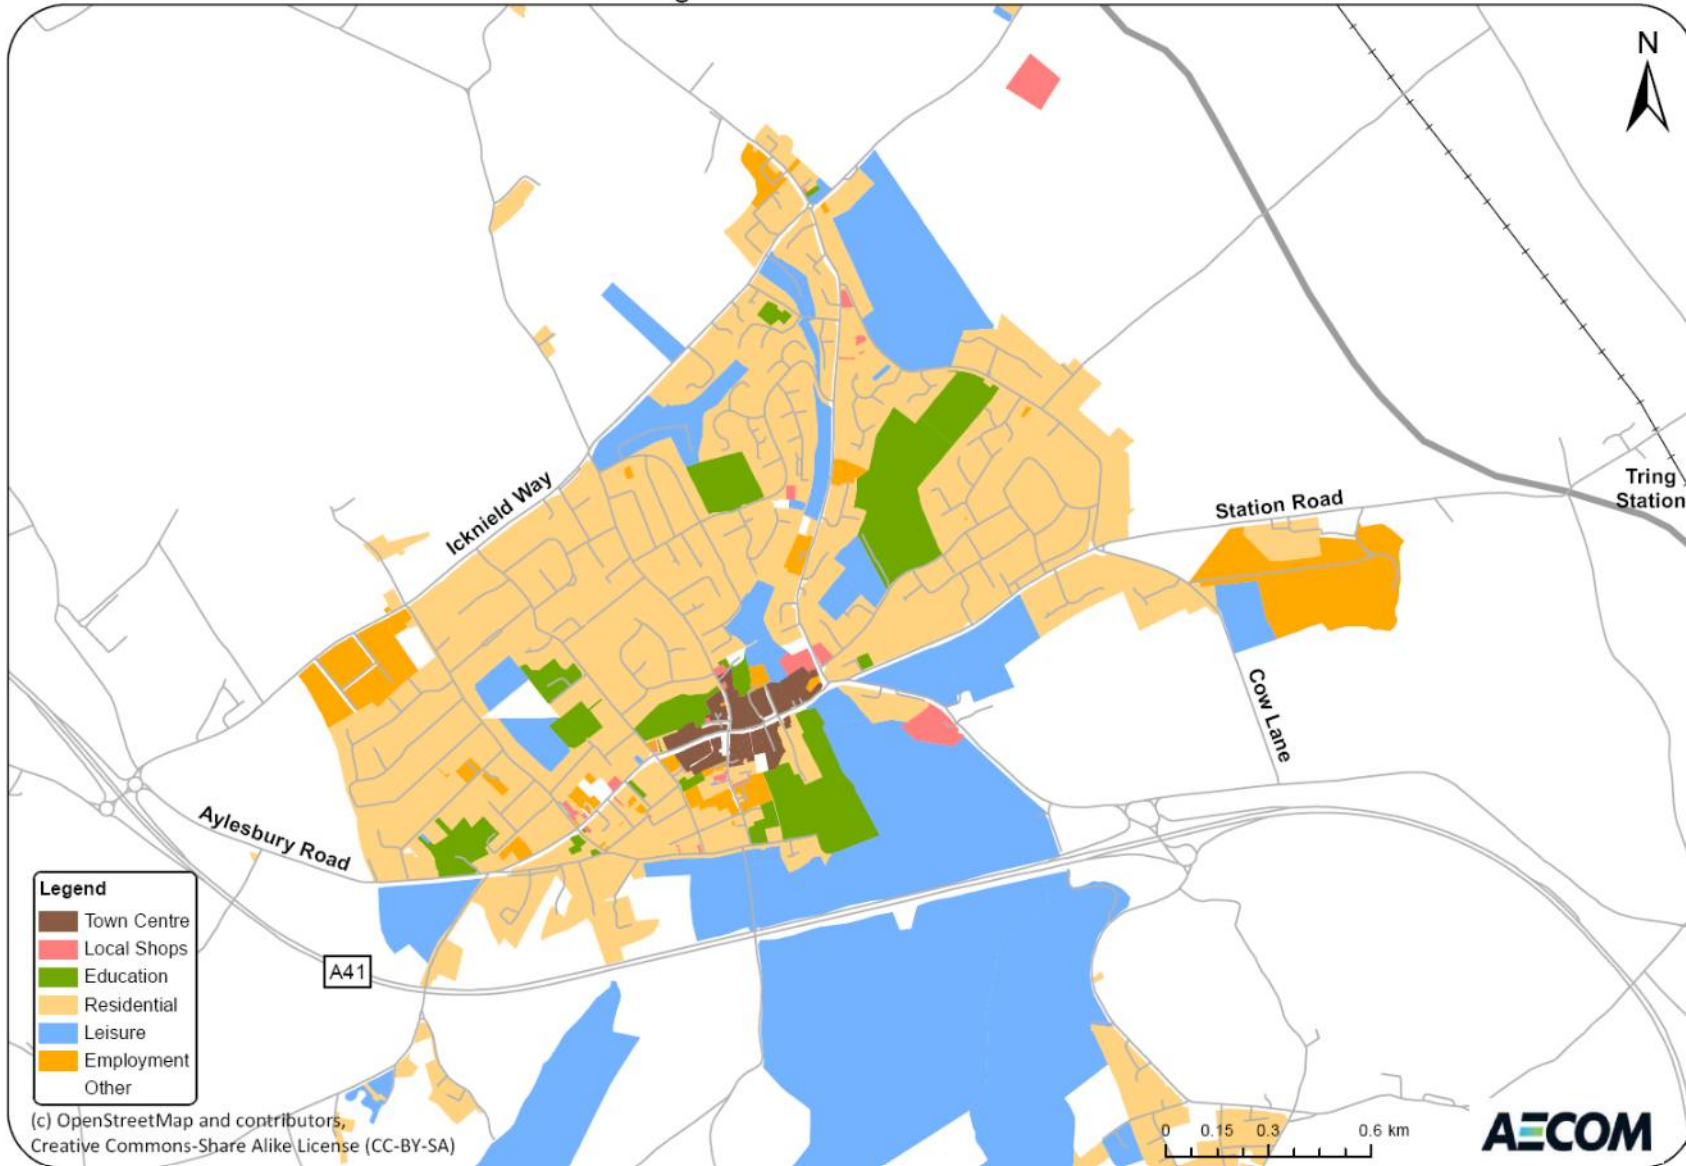 N
Icknield Way
Station Road
Tring
Station
Cow Lane
Aylesbury Road
A41
Legend
Town Centre
Local Shops
Education
Residential
Leisure
Employment
Other
(c) OpenStreetMap and contributors,
Creative Commons-Share Alike License (CC-BY-SA)
0 0.15 0.3 0.6 km
AECOM